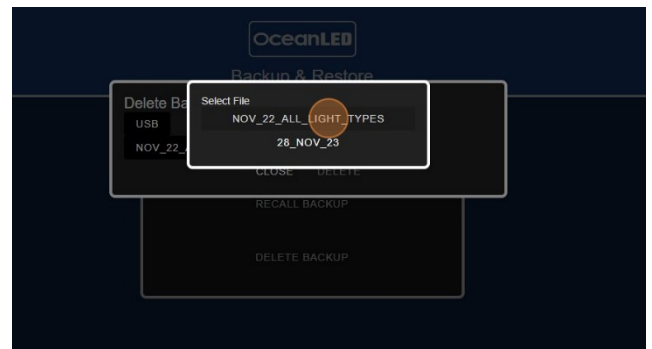 OceanLED
Backup & Restore
Delete Ba
Select File
USB
NOV_22_ALL_LIGHT_TYPES
NOV_22_
28_NOV_23
CLOSE DELETE
RECALL BACKUP
DELETE BACKUP